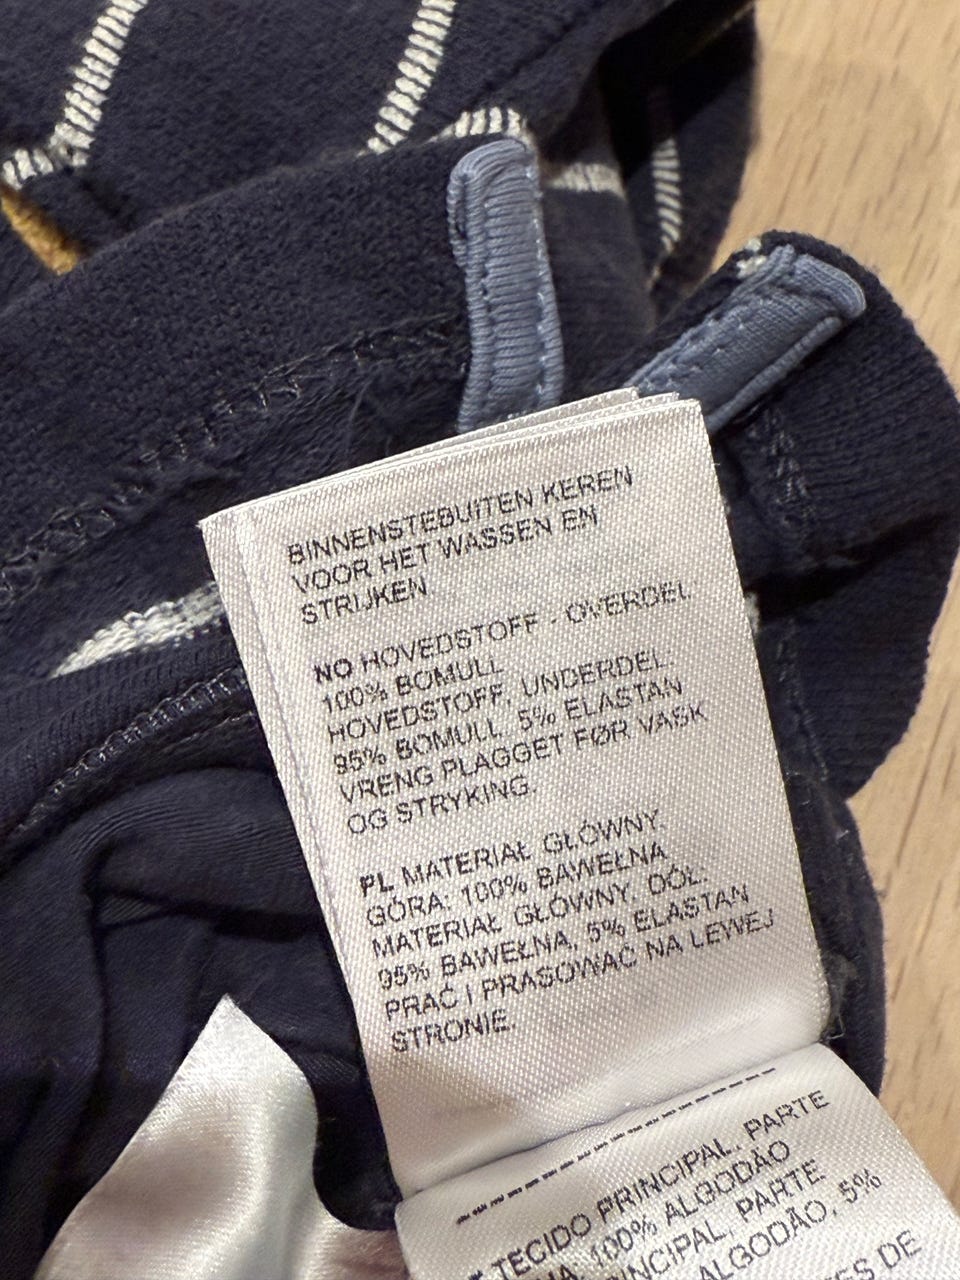 BINNENSTEBUITEN KEREN
VOOR HET WASSEN EN
STRIJKEN
NO HOVEDSTOFF - OVERDEL:
100% BOMULL
HOVEDSTOFF, UNDERDEL:
95% BOMULL, 5% ELASTAN
VRENG PLAGGET FØR VASK
OG STRYKING.
PL MATERIAŁ GŁÓWNY.
GÓRA: 100% BAWEŁNA
MATERIAŁ GŁÓWNY, DÓŁ:
95% BAWEŁNA, 5% ELASTAN
PRAĆ I PRASOWAĆ NA LEWEJ
STRONIE.
TECIDO PRINCIPAL, PARTE
100% ALGODÃO
PARTE
ALGODÃO, 5%
DE